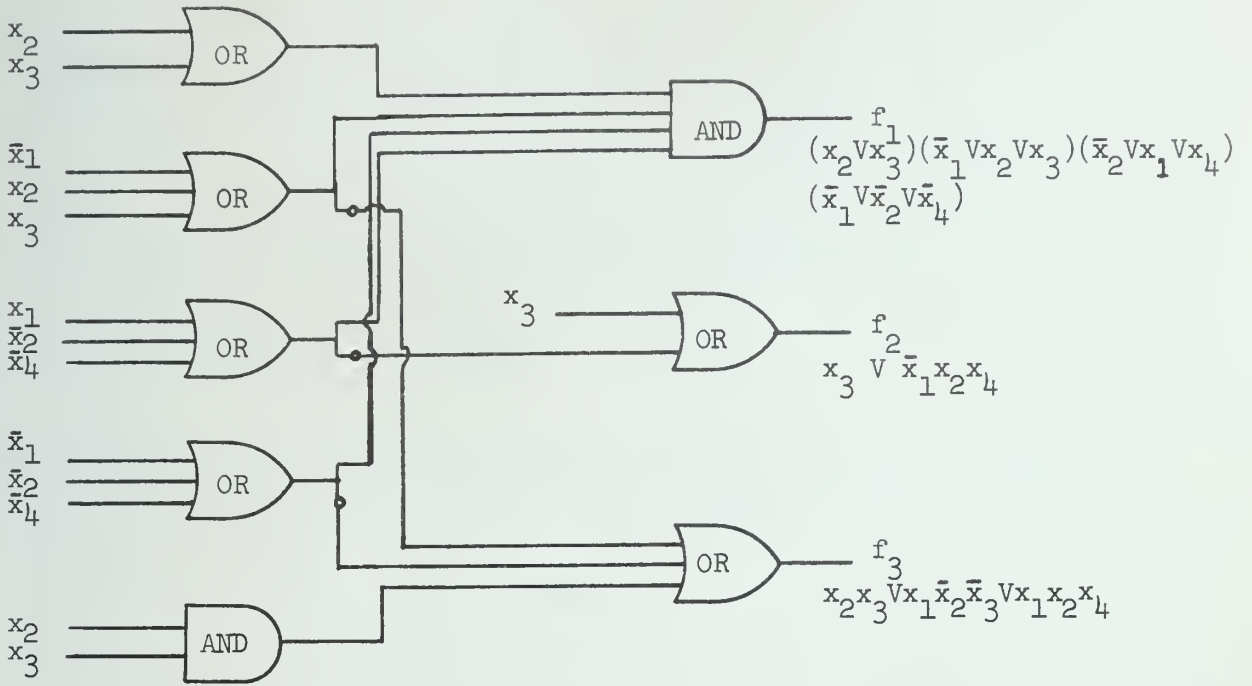 x₂
x₃
OR
x̄₁
x₂
x₃
OR
x₁
x̄₂
x̄₄
OR
x̄₁
x̄₂
x̄₄
OR
x₂
x₃
AND
AND
f₁
(x₂Vx₃)(x̄₁Vx₂Vx₃)(x̄₂Vx₁Vx₄)
(x̄₁Vx̄₂Vx̄₄)
x₃
OR
f₂
x₃ V x̄₁x₂x₄
OR
f₃
x₂x₃Vx₁x̄₂x̄₃Vx₁x₂x₄